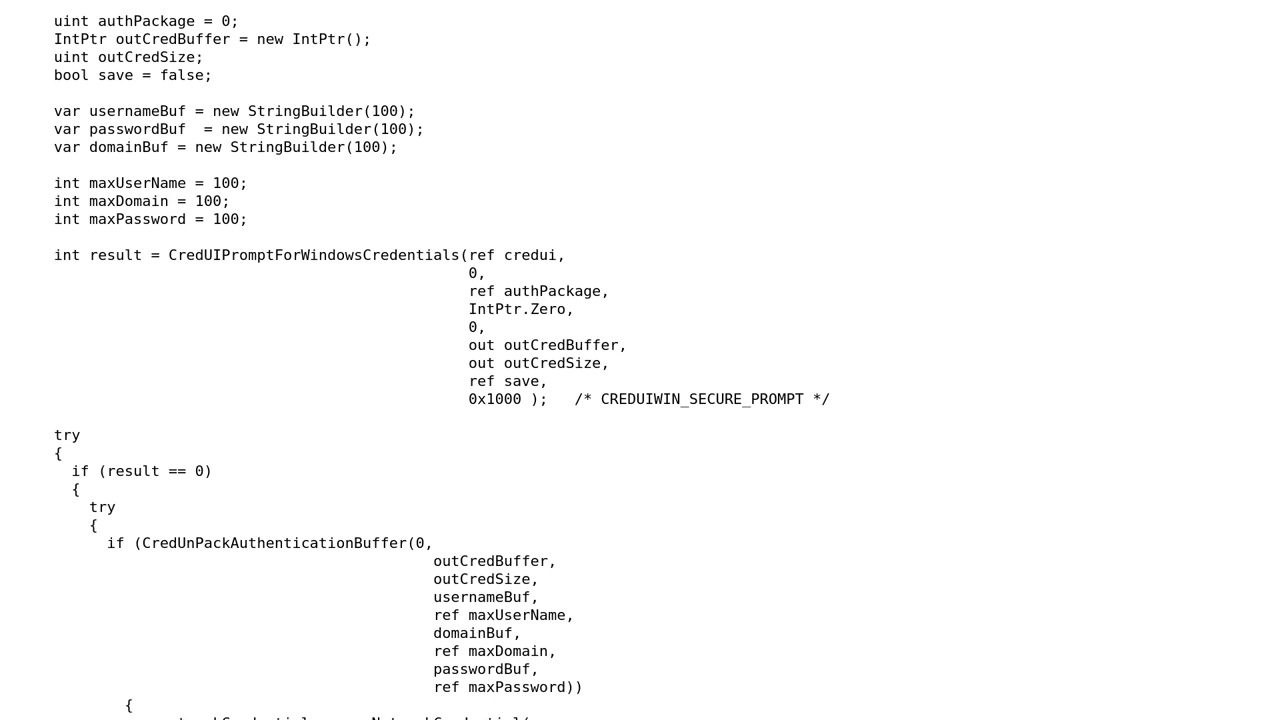 uint authPackage = 0;
IntPtr outCredBuffer = new IntPtr();
uint outCredSize;
bool save = false;

var usernameBuf = new StringBuilder(100);
var passwordBuf  = new StringBuilder(100);
var domainBuf = new StringBuilder(100);

int maxUserName = 100;
int maxDomain = 100;
int maxPassword = 100;

int result = CredUIPromptForWindowsCredentials(ref credui,
                                               0,
                                               ref authPackage,
                                               IntPtr.Zero,
                                               0,
                                               out outCredBuffer,
                                               out outCredSize,
                                               ref save,
                                               0x1000 );   /* CREDUIWIN_SECURE_PROMPT */

try
{
  if (result == 0)
  {
    try
    {
      if (CredUnPackAuthenticationBuffer(0,
                                           outCredBuffer,
                                           outCredSize,
                                           usernameBuf,
                                           ref maxUserName,
                                           domainBuf,
                                           ref maxDomain,
                                           passwordBuf,
                                           ref maxPassword))
        {